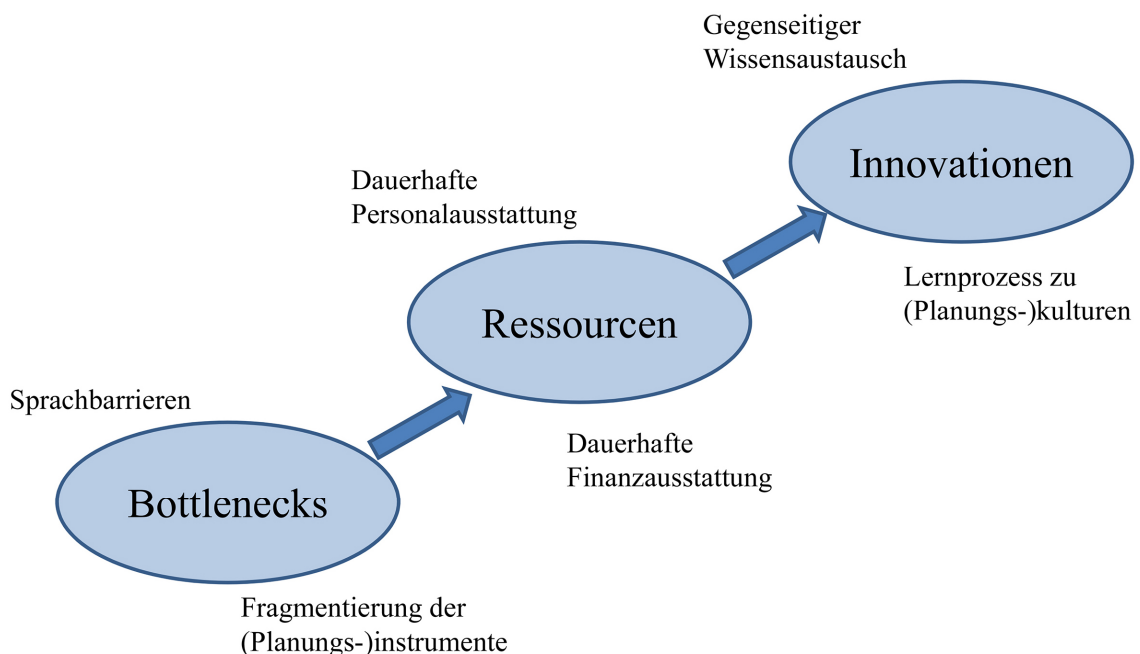 Gegenseitiger
Wissensaustausch
Innovationen
Dauerhafte
Personalausstattung
Lernprozess zu
(Planungs-)kulturen
Ressourcen
Sprachbarrieren
Dauerhafte
Finanzausstattung
Bottlenecks
Fragmentierung der
(Planungs-)instrumente